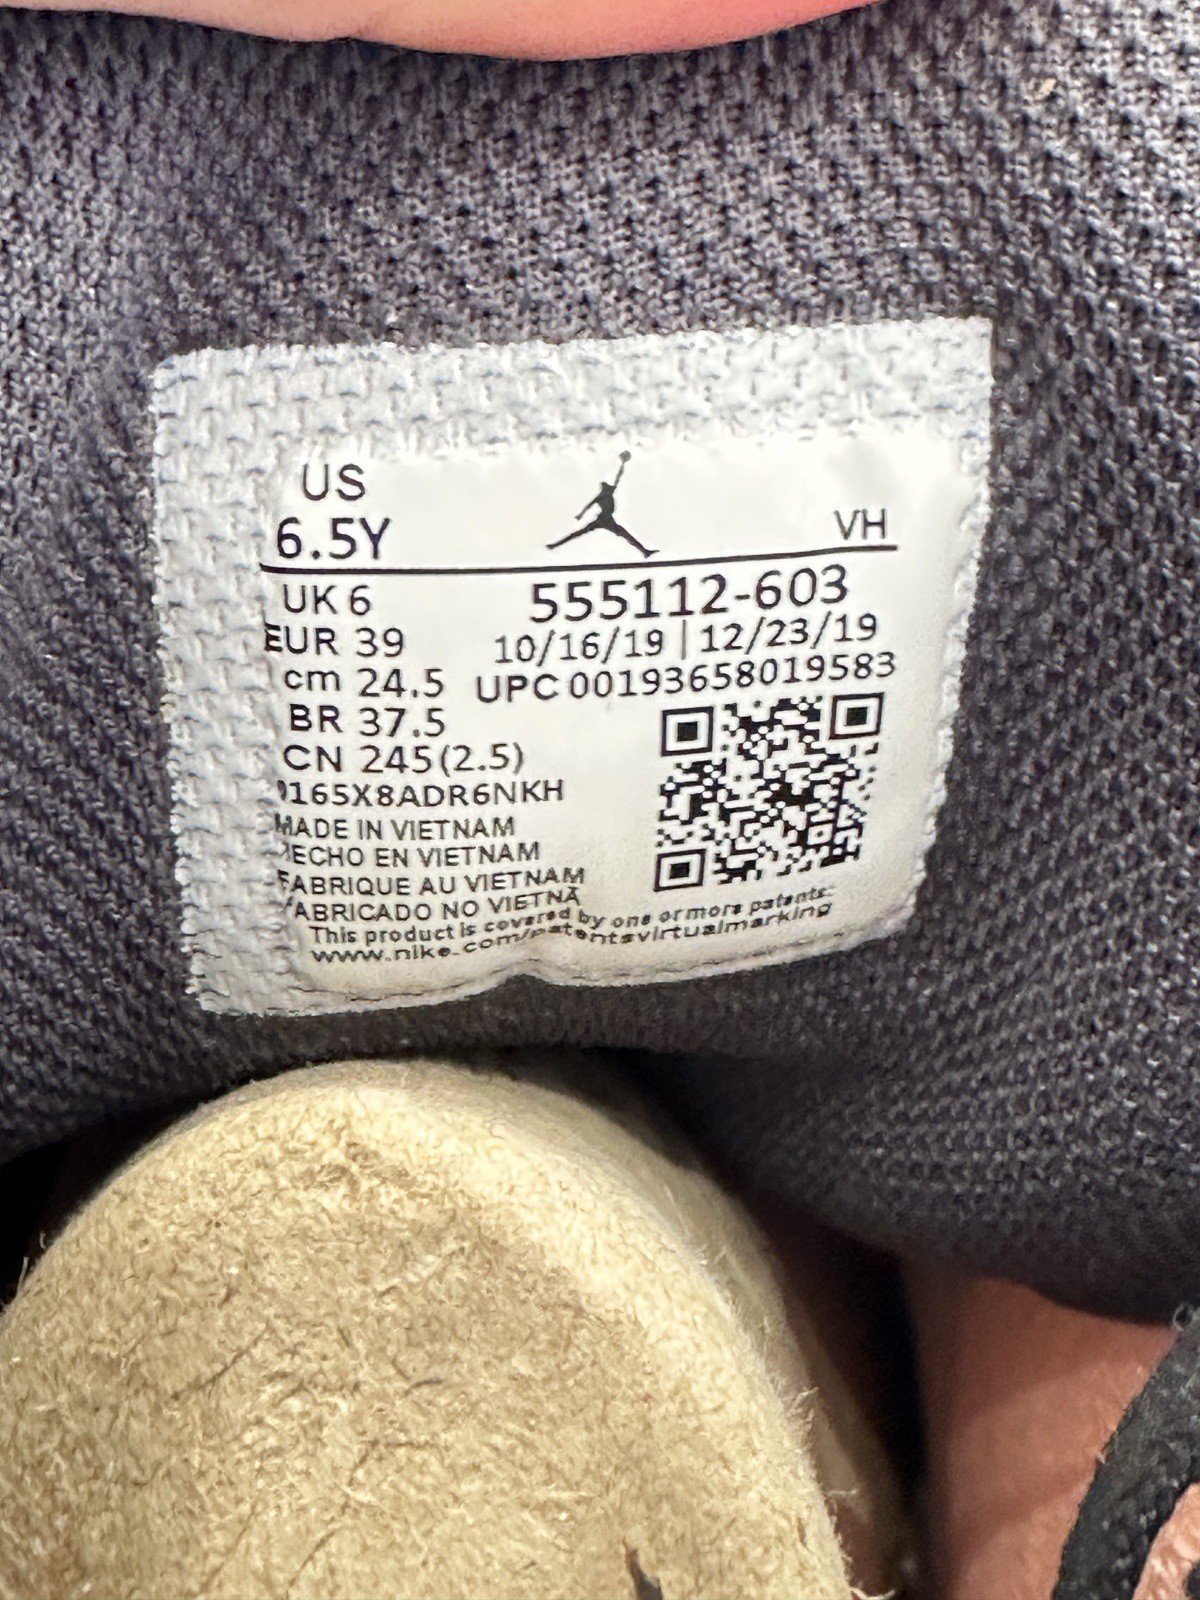 US
6.5Y
VH
UK 6
555112-603
EUR 39
10/16/19 | 12/23/19
cm 24.5
UPC 00193658019583
BR 37.5
CN 245(2.5)
165X8ADR6NKH
MADE IN VIETNAM
HECHO EN VIETNAM
FABRIQUE AU VIETNAM
FABRICADO NO VIETNÃ
This product is covered by one or more patents:
www.nike.com/patentsvirtualmarking